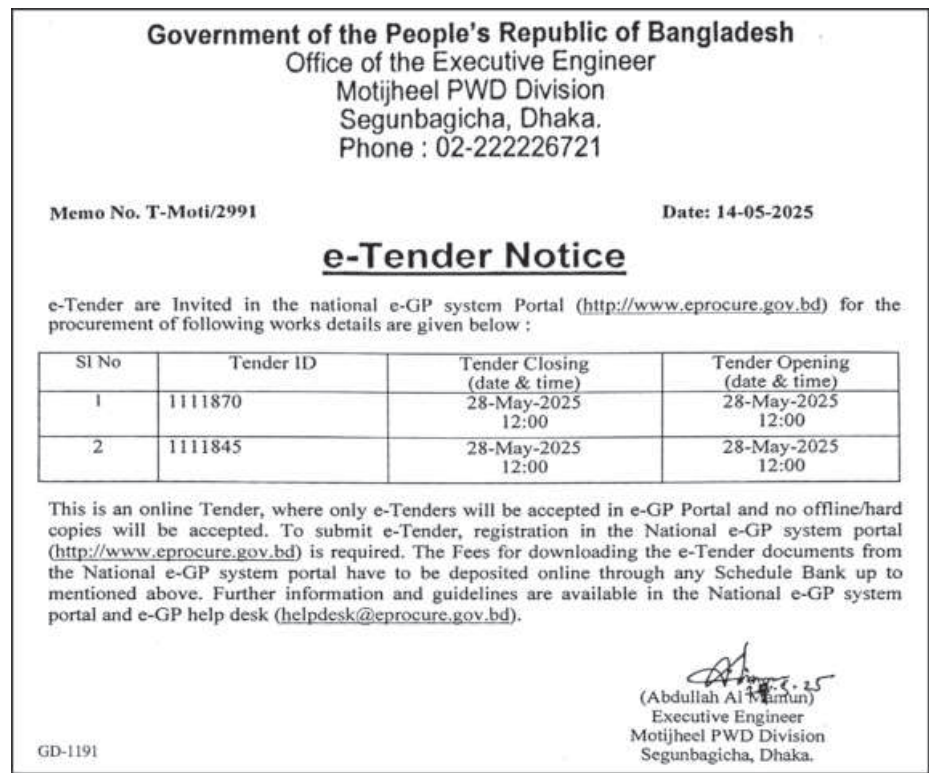 Government of the People's Republic of Bangladesh
Office of the Executive Engineer
Motijheel PWD Division
Segunbagicha, Dhaka.
Phone : 02-222226721
Memo No. T-Moti/2991 Date: 14-05-2025
e-Tender Notice
e-Tender are Invited in the national e-GP system Portal (http://www.eprocure.gov.bd) for the
procurement of following works details are given below :
Sl No Tender ID Tender Closing Tender Opening
(date & time) (date & time)
1 1111870 28-May-2025 28-May-2025
12:00 12:00
2 1111845 28-May-2025 28-May-2025
12:00 12:00
This is an online Tender, where only e-Tenders will be accepted in e-GP Portal and no offline/hard
copies will be accepted. To submit e-Tender, registration in the National e-GP system portal
(http://www.eprocure.gov.bd) is required. The Fees for downloading the e-Tender documents from
the National e-GP system portal have to be deposited online through any Schedule Bank up to
mentioned above. Further information and guidelines are available in the National e-GP system
portal and e-GP help desk (helpdesk@eprocure.gov.bd).
(Abdullah Al Mamun)
Executive Engineer
Motijheel PWD Division
Segunbagicha, Dhaka.
GD-1191